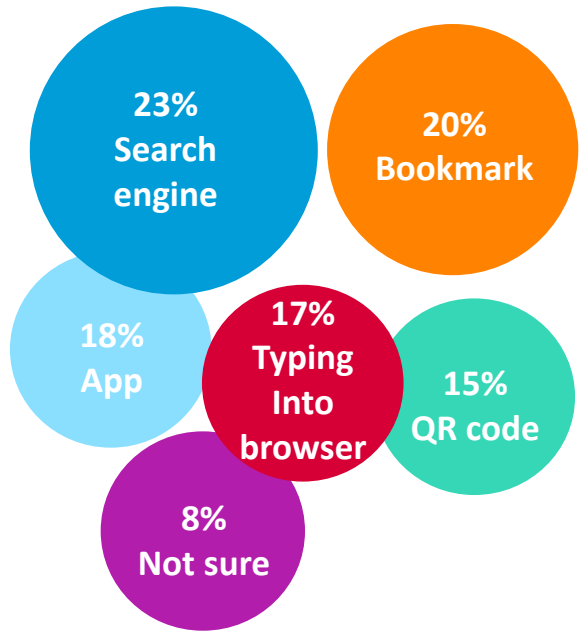 23%
Search
engine
20%
Bookmark
18%
App
17%
Typing
Into
browser
15%
QR code
8%
Not sure